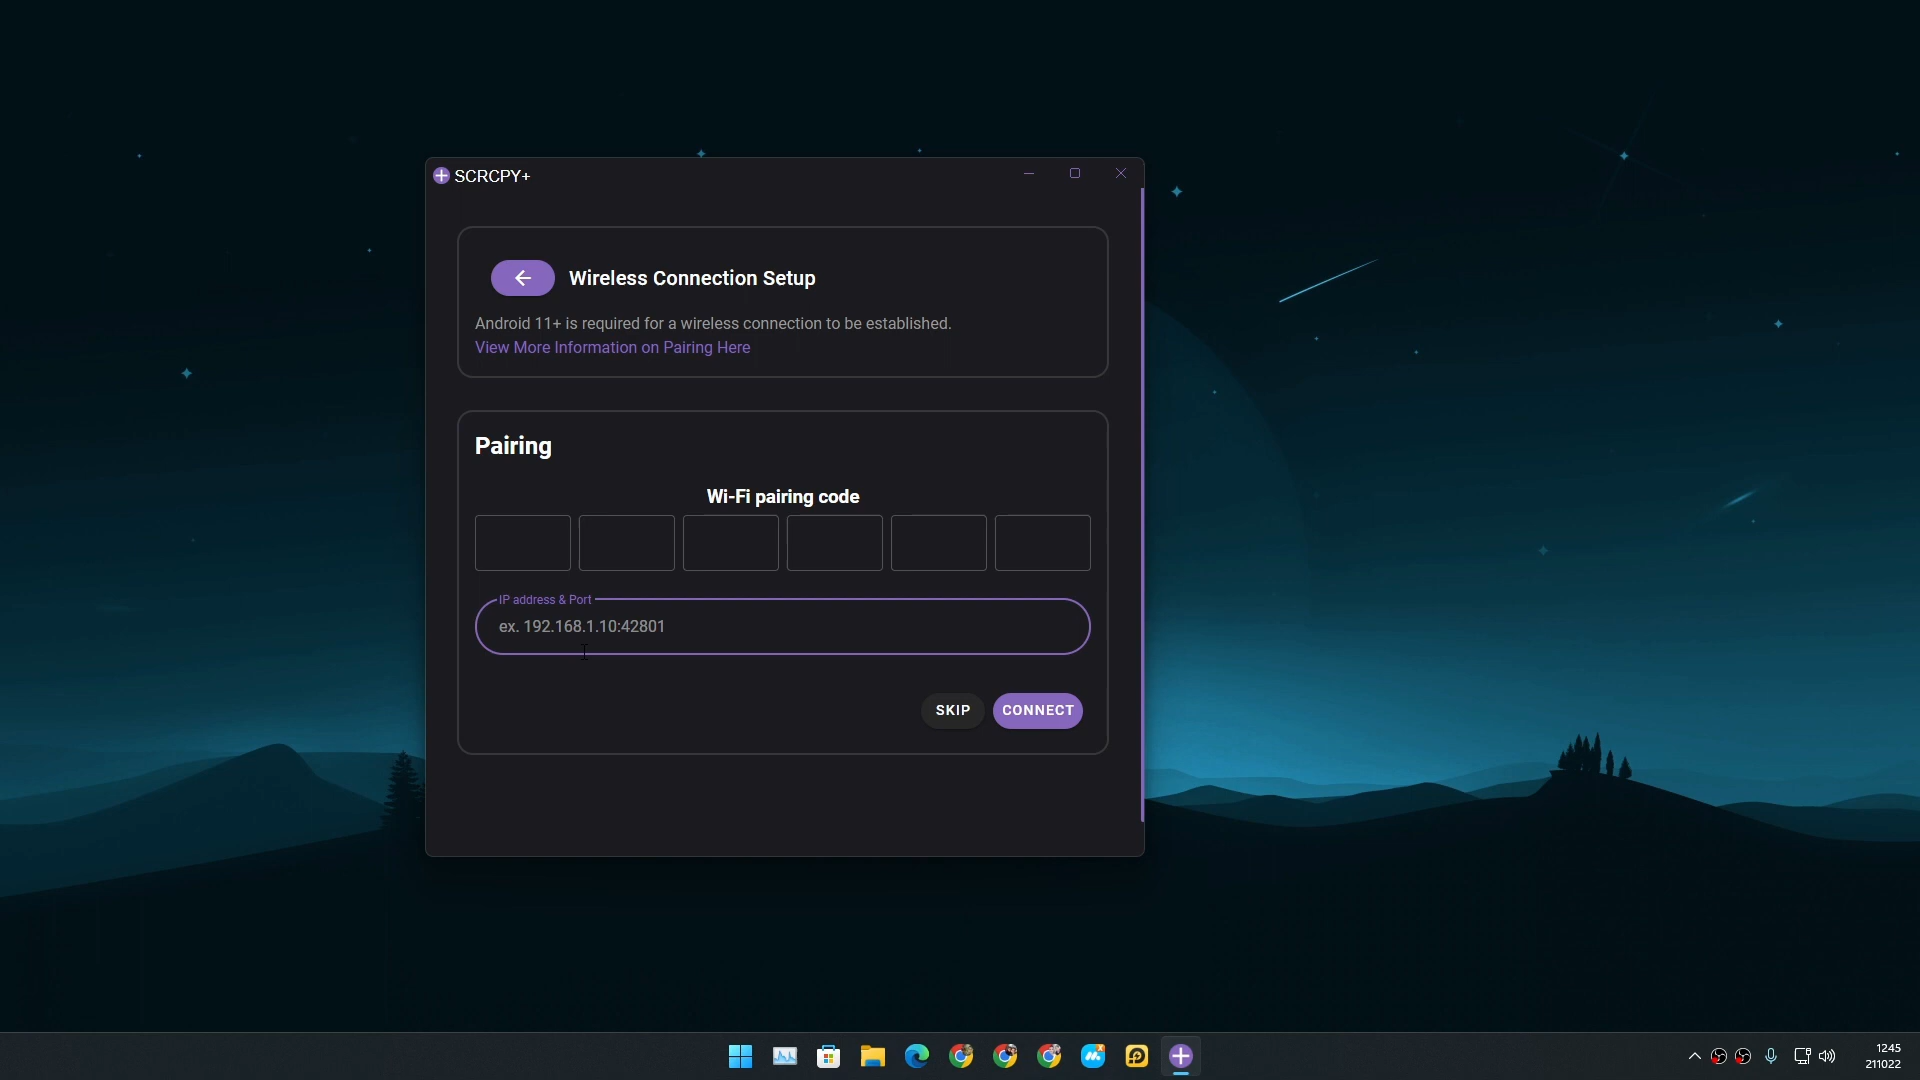 SCRCPY+
Wireless Connection Setup
Android 11+ is required for a wireless connection to be established.
View More Information on Pairing Here
Pairing
Wi-Fi pairing code
IP address & Port
ex. 192.168.1.10:42801
SKIP
CONNECT
1245
211022